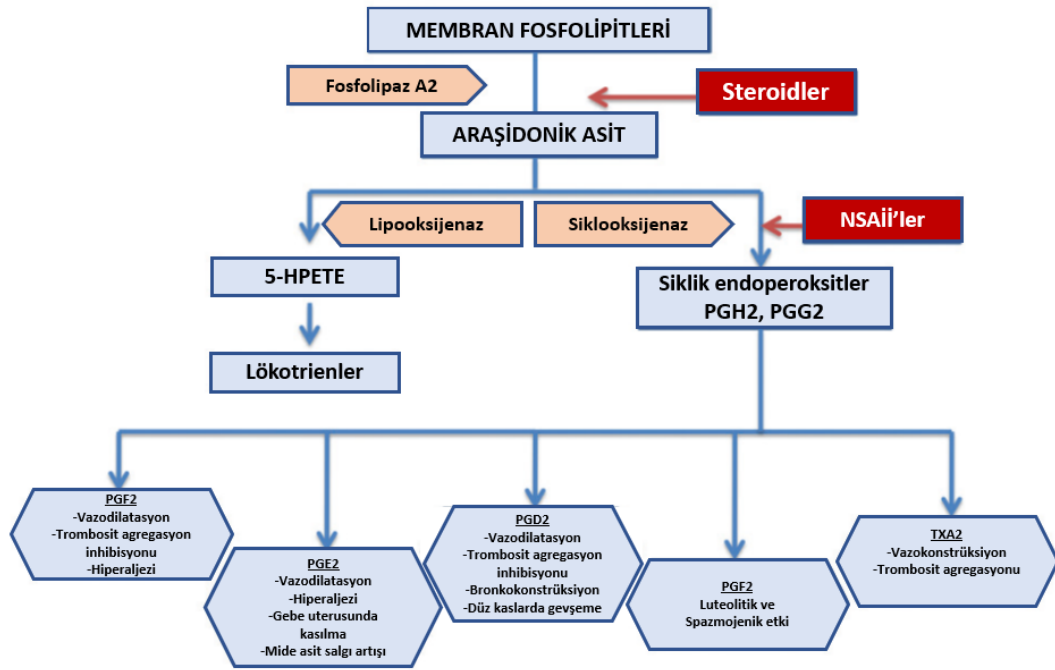 MEMBRAN FOSFOLİPİTLERİ
Fosfolipaz A2
Steroidler
ARAŞİDONİK ASİT
Lipooksijenaz
Siklooksijenaz
NSAİİ’ler
5-HPETE
Siklik endoperoksitler
PGH2, PGG2
Lökotrienler
PGF2
-Vazodilatasyon
-Trombosit agregasyon
inhibisyonu
-Hiperaljezi
PGE2
-Vazodilatasyon
-Hiperaljezi
-Gebe uterusunda
kasılma
-Mide asit salgı artışı
PGD2
-Vazodilatasyon
-Trombosit agregasyon
inhibisyonu
-Bronkokonstrüksiyon
-Düz kaslarda gevşeme
PGF2
Luteolitik ve
Spazmojenik etki
TXA2
-Vazokonstrüksiyon
-Trombosit agregasyonu